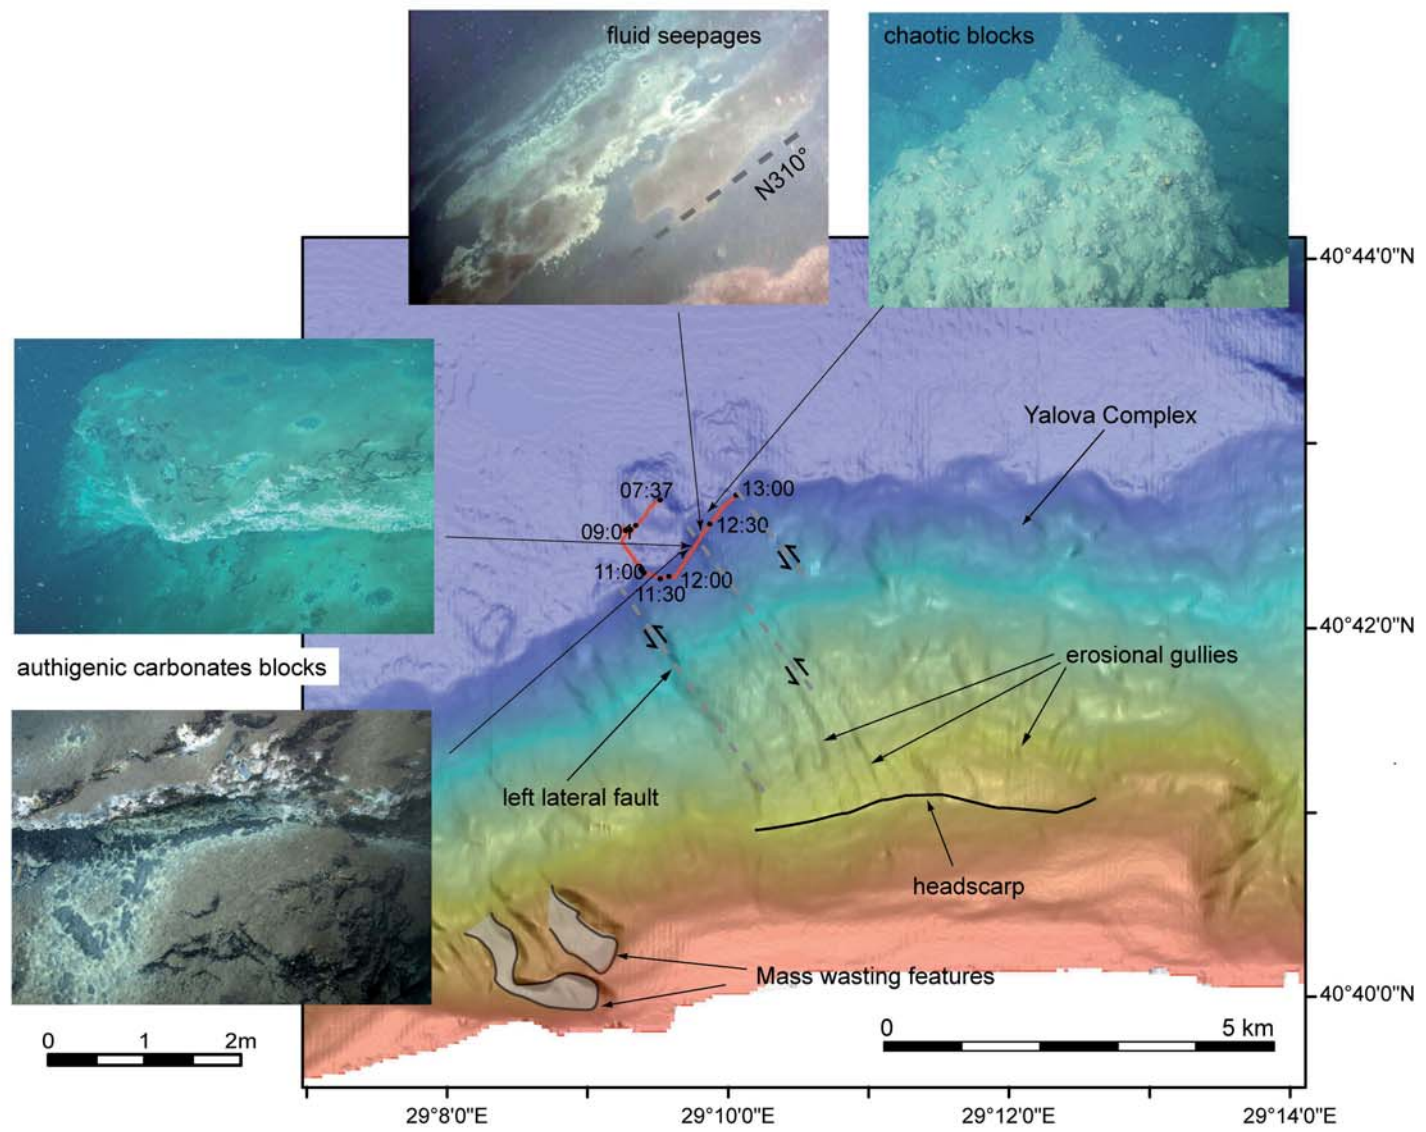 fluid seepages
chaotic blocks
N310°
40°44'0"N
Yalova Complex
07:37
13:00
12:30
09:01
11:00
12:00
11:30
40°42'0"N
erosional gullies
authigenic carbonates blocks
left lateral fault
headscarp
Mass wasting features
40°40'0"N
0 1 2m
0 5 km
29°8'0"E
29°10'0"E
29°12'0"E
29°14'0"E